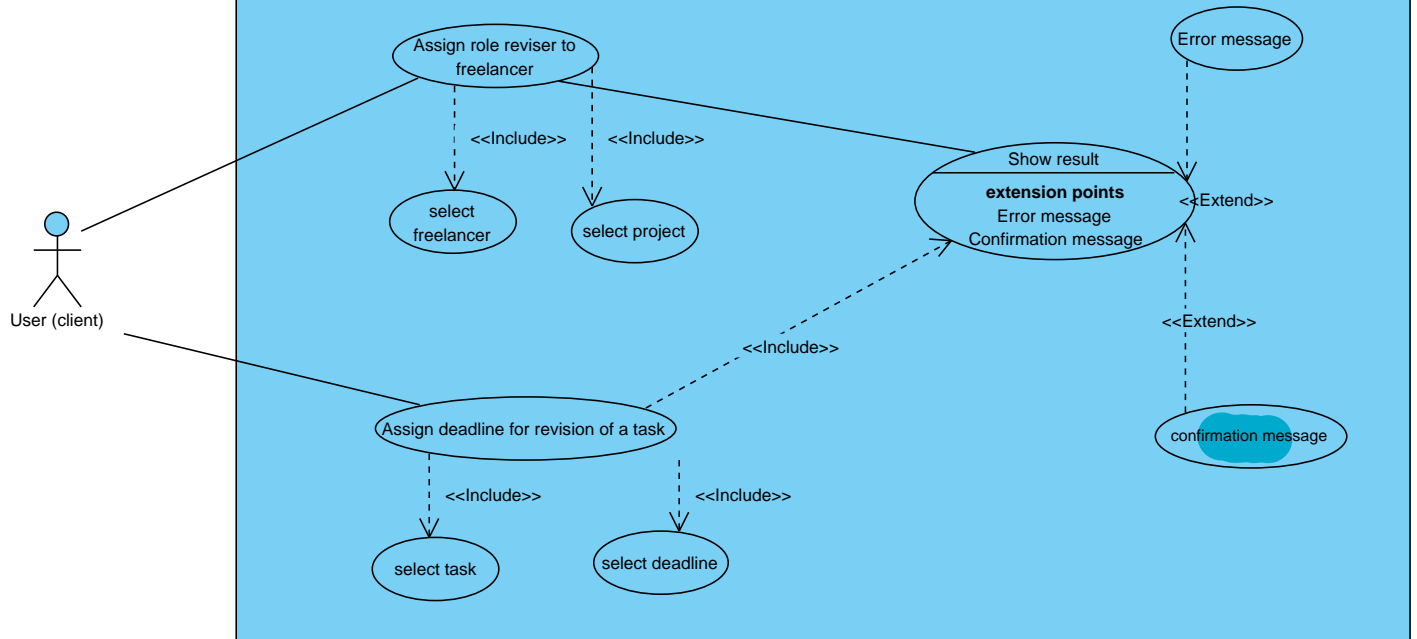 Assign role reviser to
freelancer
Error message
<<Include>>
<<Include>>
Show result
extension points
Error message
Confirmation message
<<Extend>>
select
freelancer
select project
User (client)
<<Extend>>
<<Include>>
Assign deadline for revision of a task
confirmation message
<<Include>>
<<Include>>
select task
select deadline